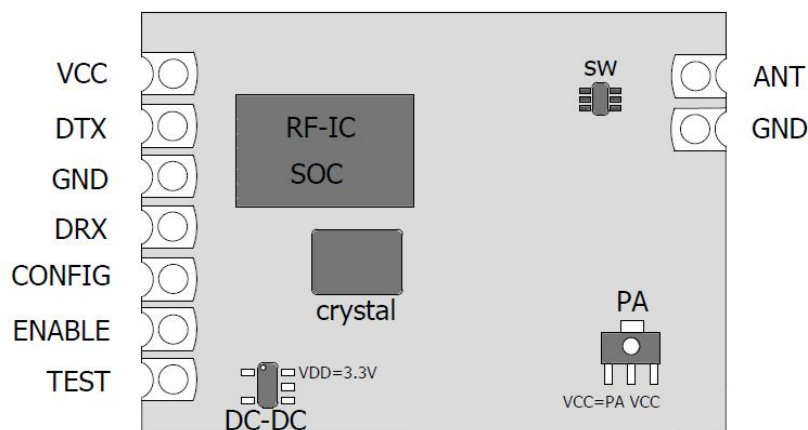 VCC
DTX
GND
DRX
CONFIG
ENABLE
TEST
RF-IC
SOC
crystal
VDD=3.3V
DC-DC
SW
PA
VCC=PA VCC
ANT
GND